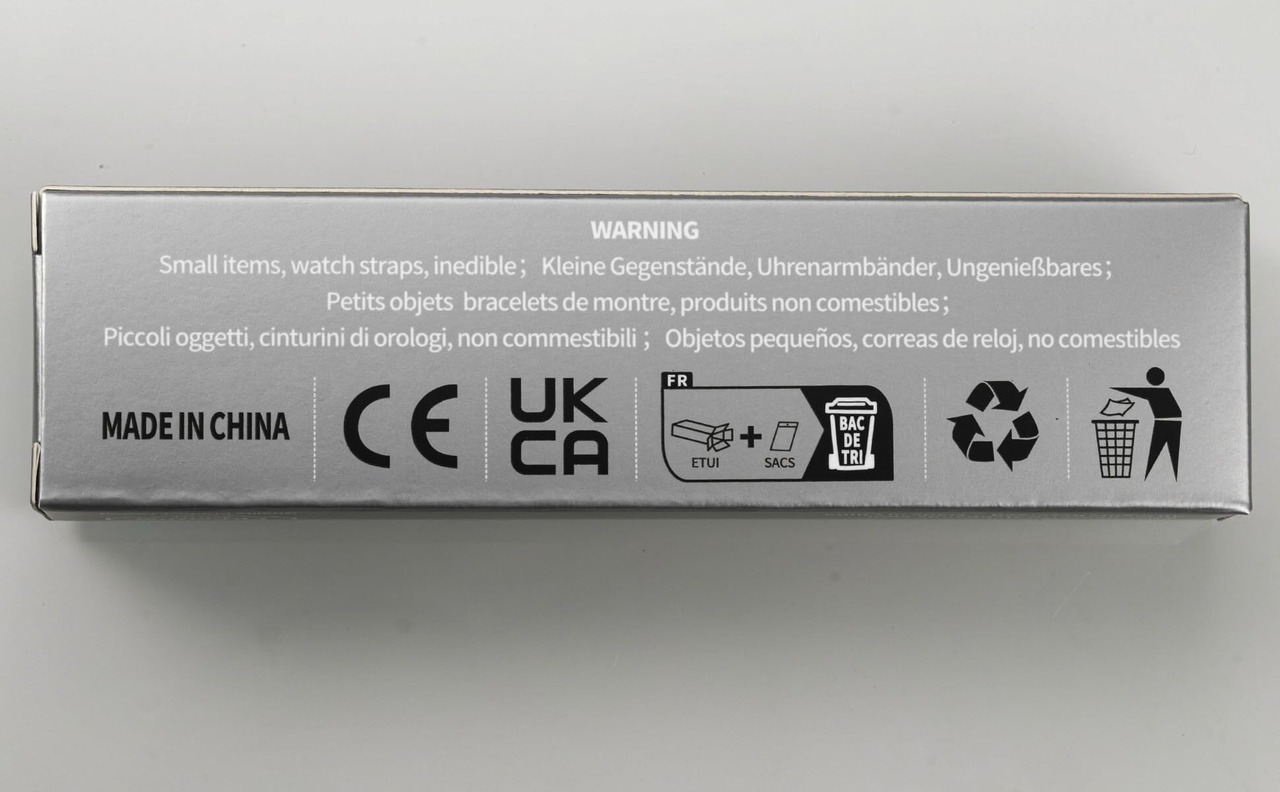 WARNING
Small items, watch straps, inedible; Kleine Gegenstände, Uhrenarmbänder, Ungenießbares;
Petits objets bracelets de montre, produits non comestibles;
Piccoli oggetti, cinturini di orologi, non commestibili; Objetos pequeños, correas de reloj, no comestibles
MADE IN CHINA
CE
UK
CA
FR
ETUI
+
SACS
BAC
DE
TRI